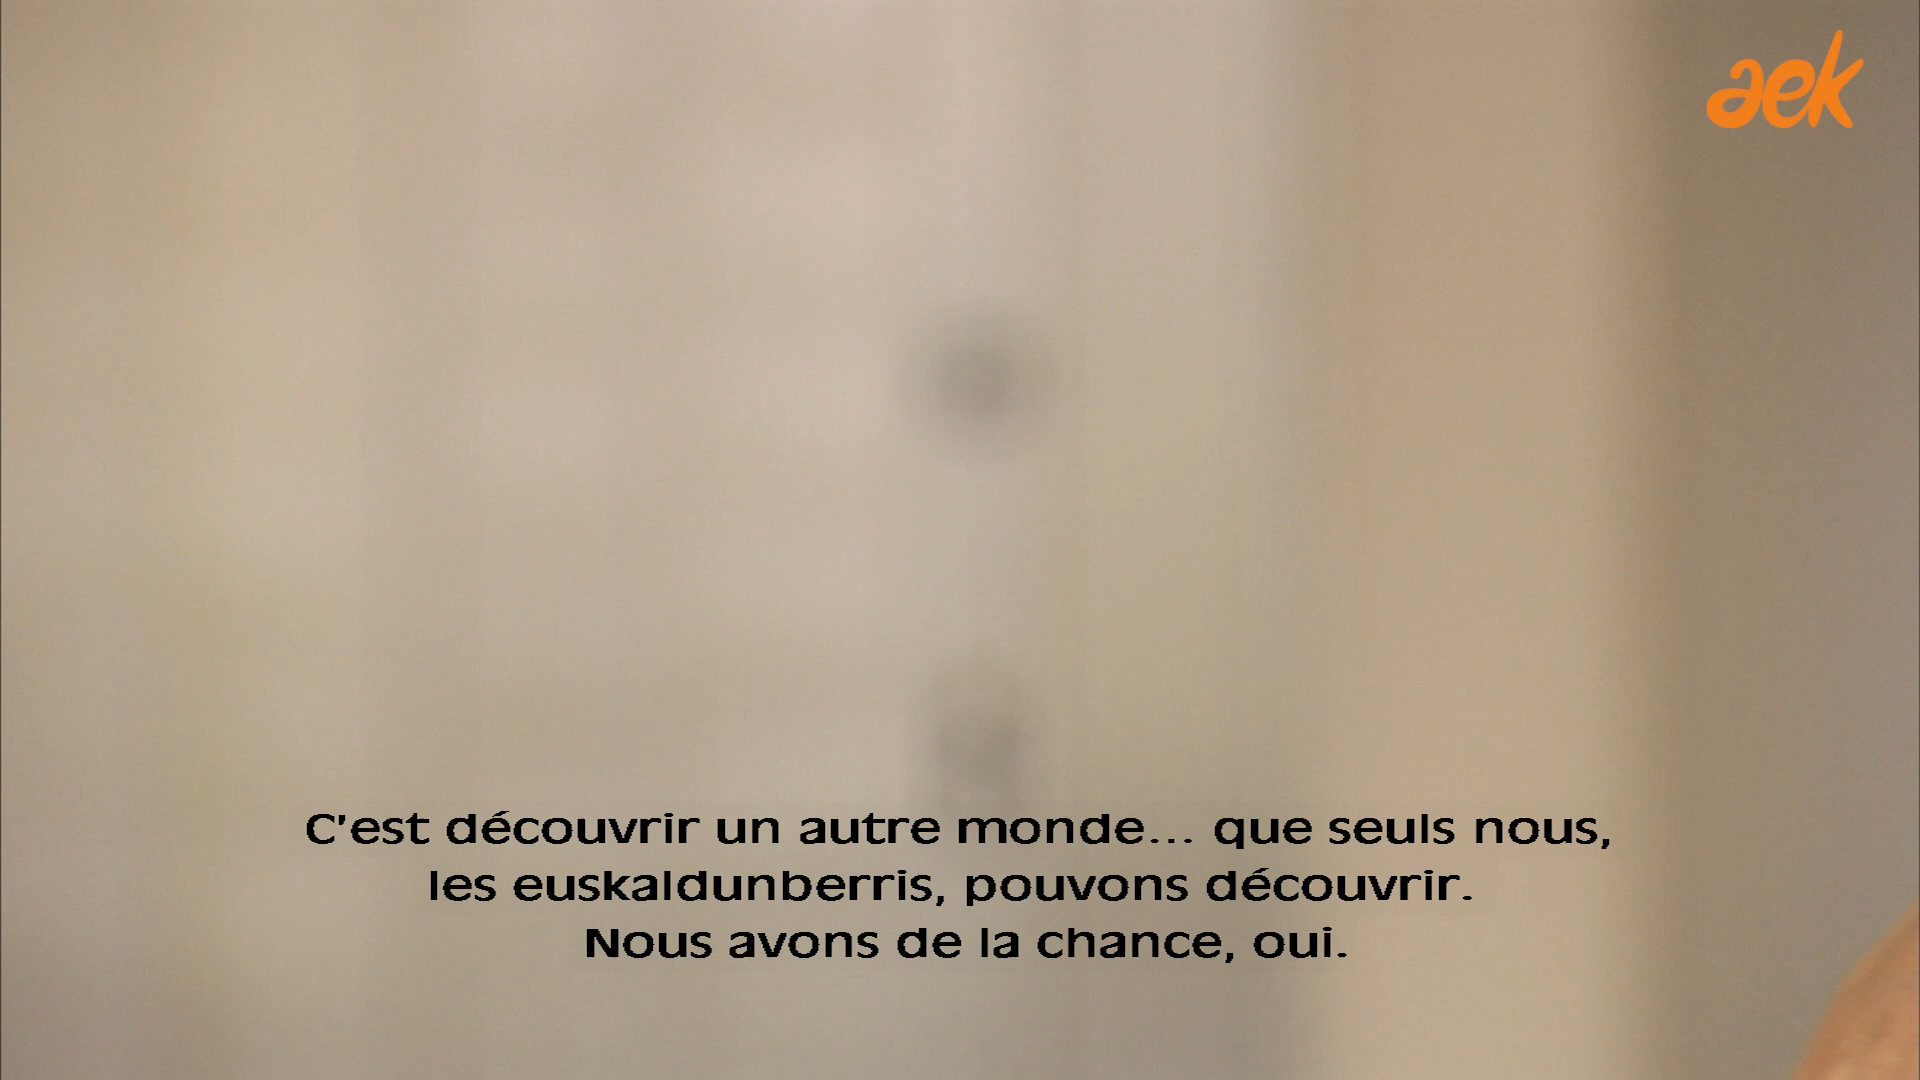 aek
C'est découvrir un autre monde... que seuls nous,
les euskaldunberris, pouvons découvrir.
Nous avons de la chance, oui.